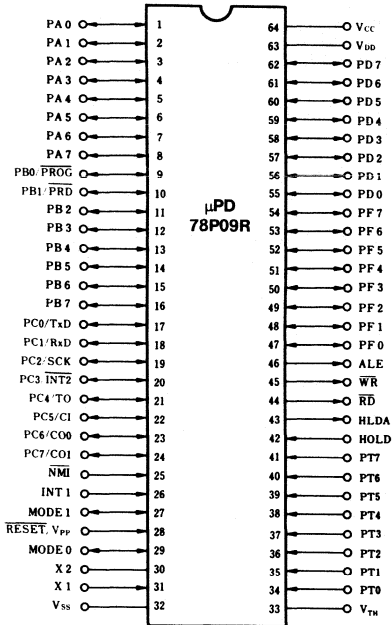 PA0 1 64 VCC
PA1 2 63 VDD
PA2 3 62 PD7
PA3 4 61 PD6
PA4 5 60 PD5
PA5 6 59 PD4
PA6 7 58 PD3
PA7 8 57 PD2
PB0/PROG 9 56 PD1
PB1/PRD 10 55 PD0
PB2 11 54 PF7
PB3 12 53 PF6
PB4 13 52 PF5
PB5 14 51 PF4
PB6 15 50 PF3
PB7 16 49 PF2
PC0/TxD 17 48 PF1
PC1/RxD 18 47 PF0
PC2/SCK 19 46 ALE
PC3/INT2 20 45 WR
PC4/TO 21 44 RD
PC5/CI 22 43 HLDA
PC6/CO0 23 42 HOLD
PC7/CO1 24 41 PT7
NMI 25 40 PT6
INT1 26 39 PT5
MODE1 27 38 PT4
RESET/VPP 28 37 PT3
MODE0 29 36 PT2
X2 30 35 PT1
X1 31 34 PT0
VSS 32 33 VTH
μPD
78P09R